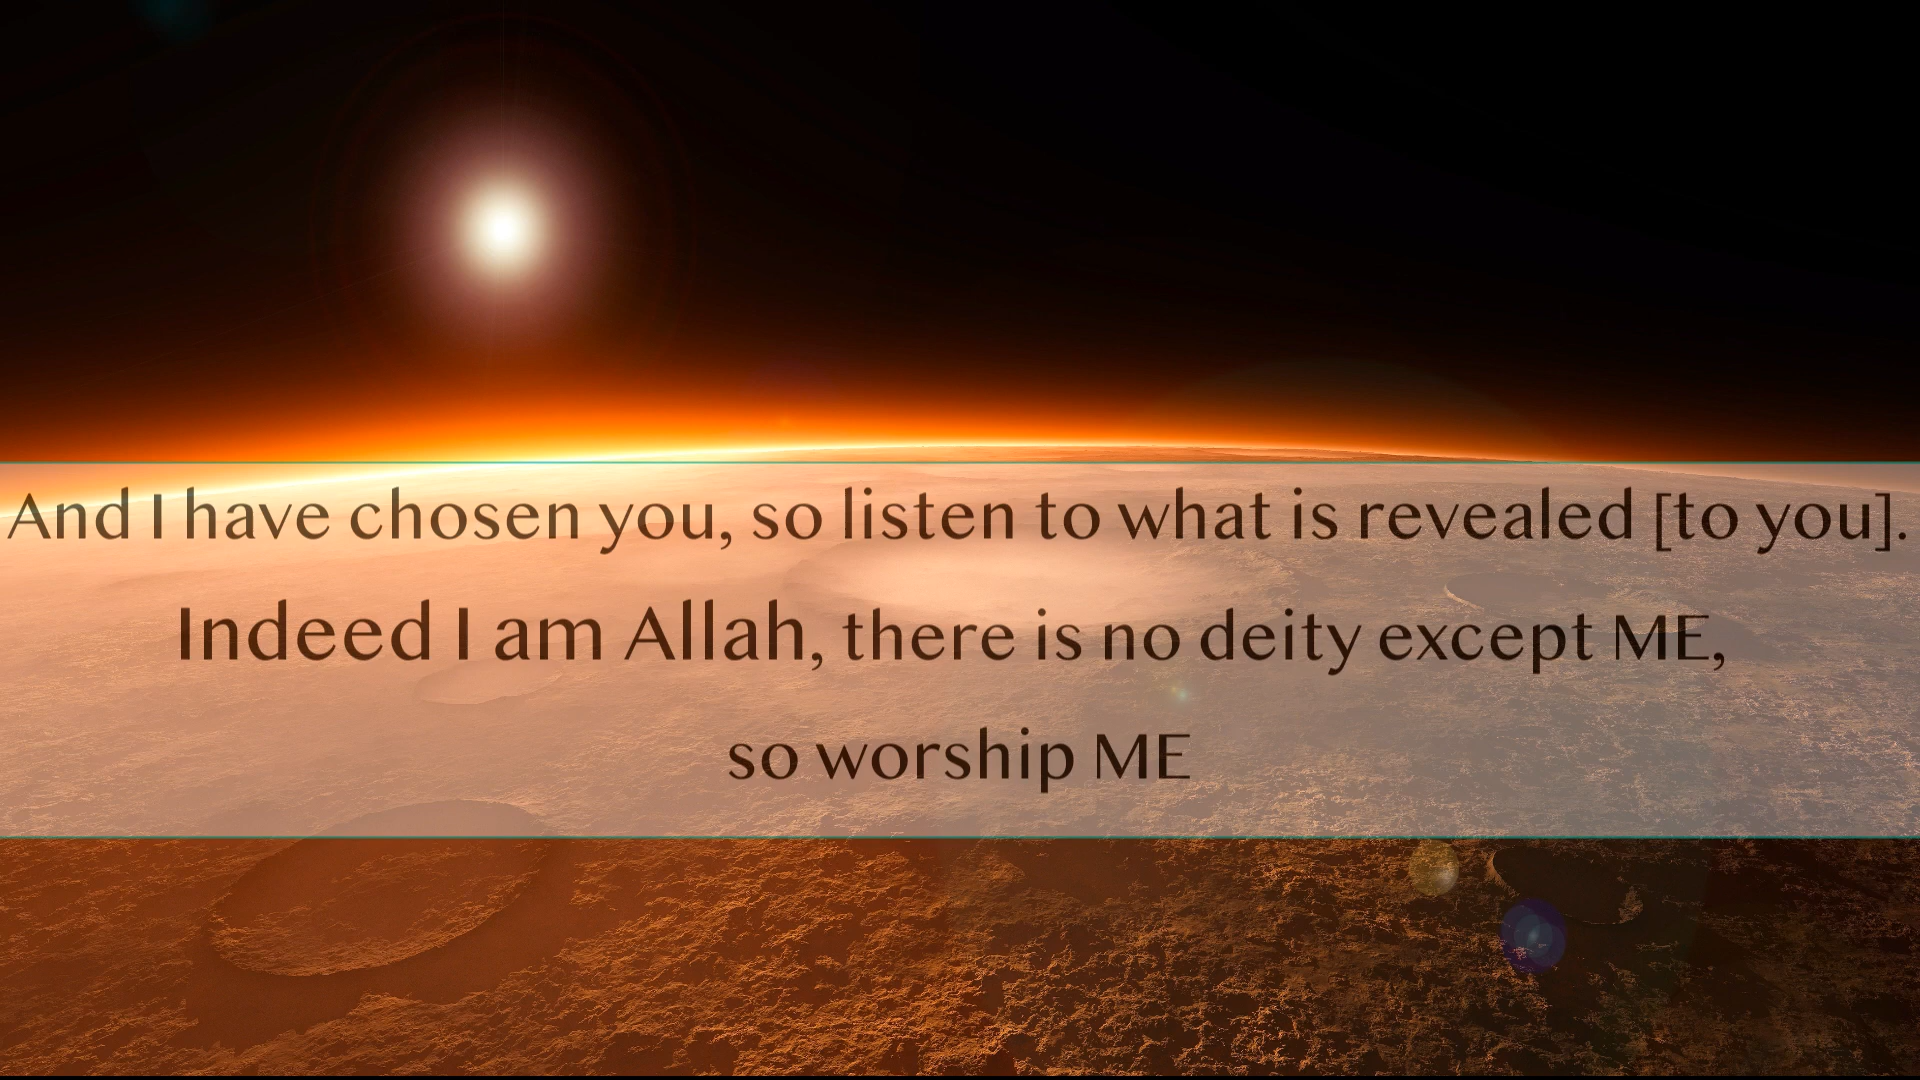 And I have chosen you, so listen to what is revealed [to you].
Indeed I am Allah, there is no deity except ME,
so worship ME